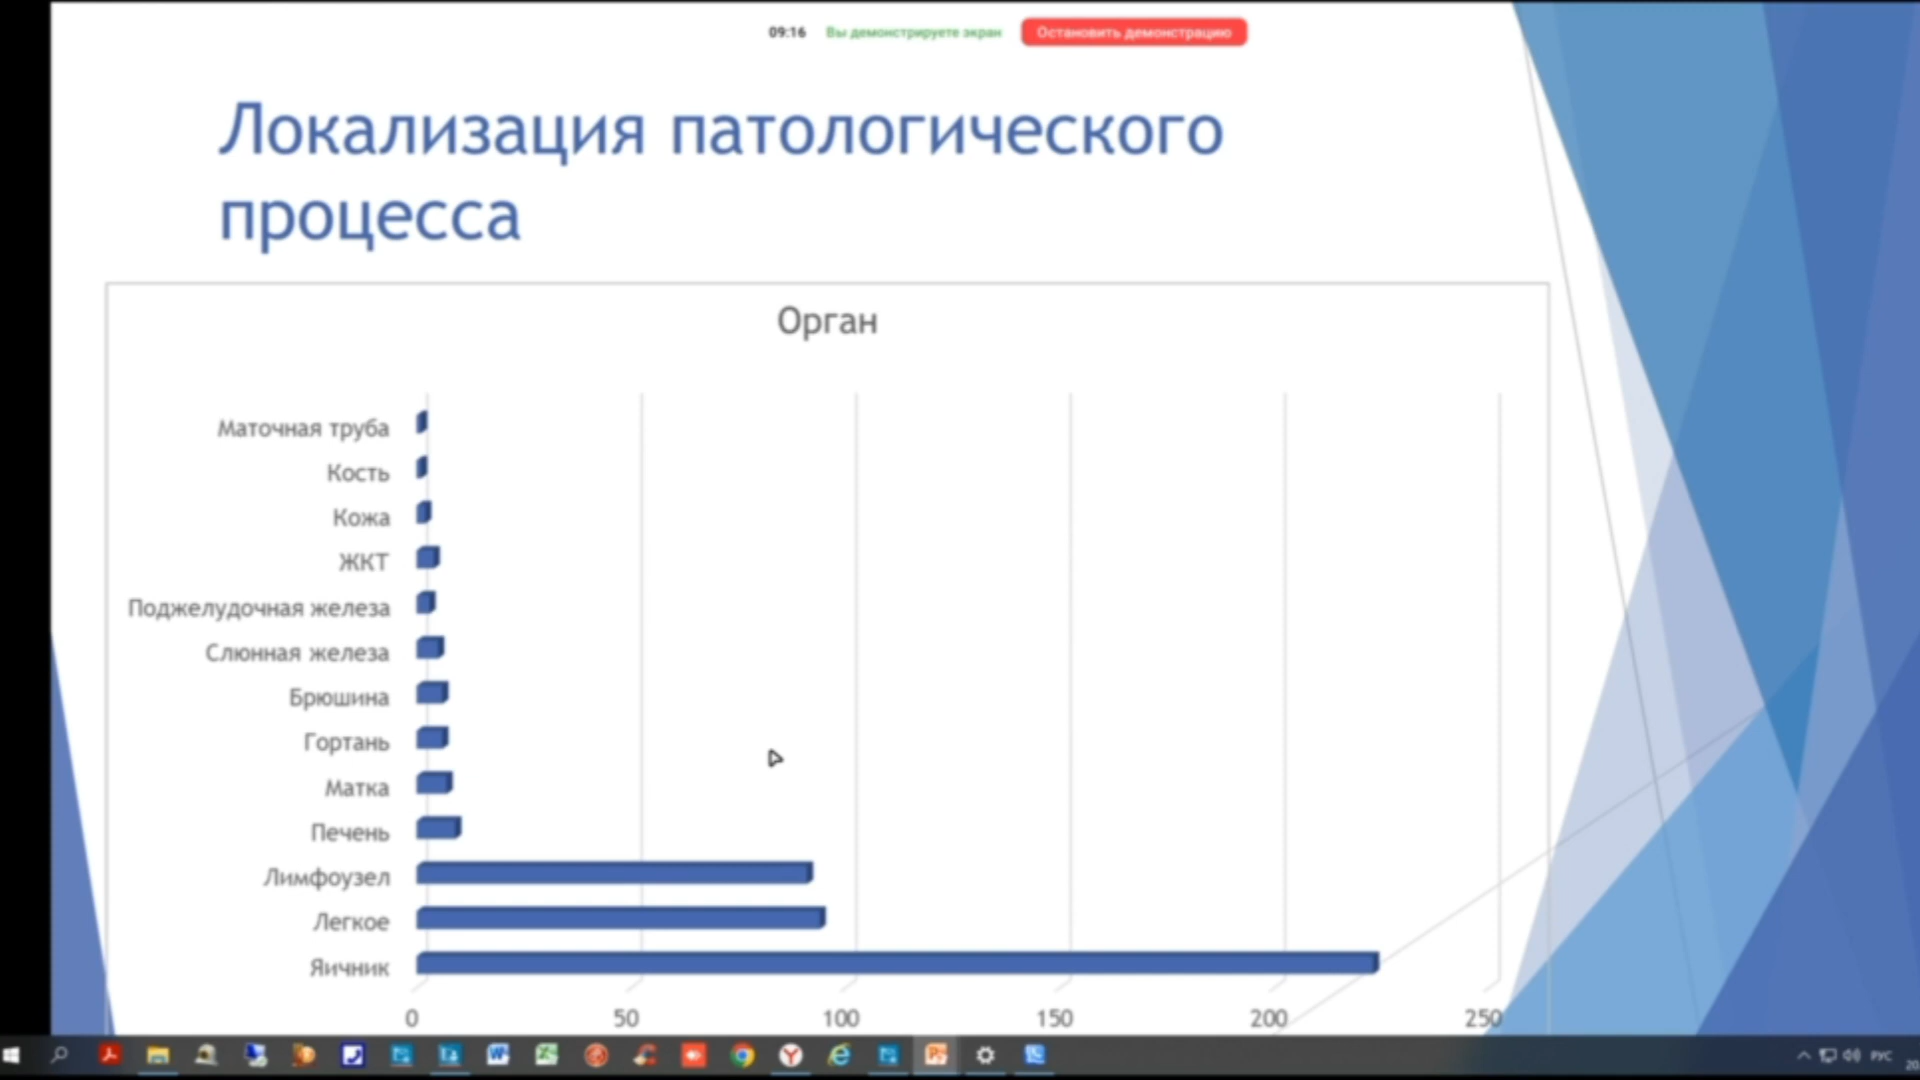 09:16 Вы демонстрируете экран Остановить демонстрацию
Локализация патологического
процесса
Орган
Маточная труба
Кость
Кожа
ЖКТ
Поджелудочная железа
Слюнная железа
Брюшина
Гортань
Матка
Печень
Лимфоузел
Легкое
Яичник
0 50 100 150 200 250
РУС